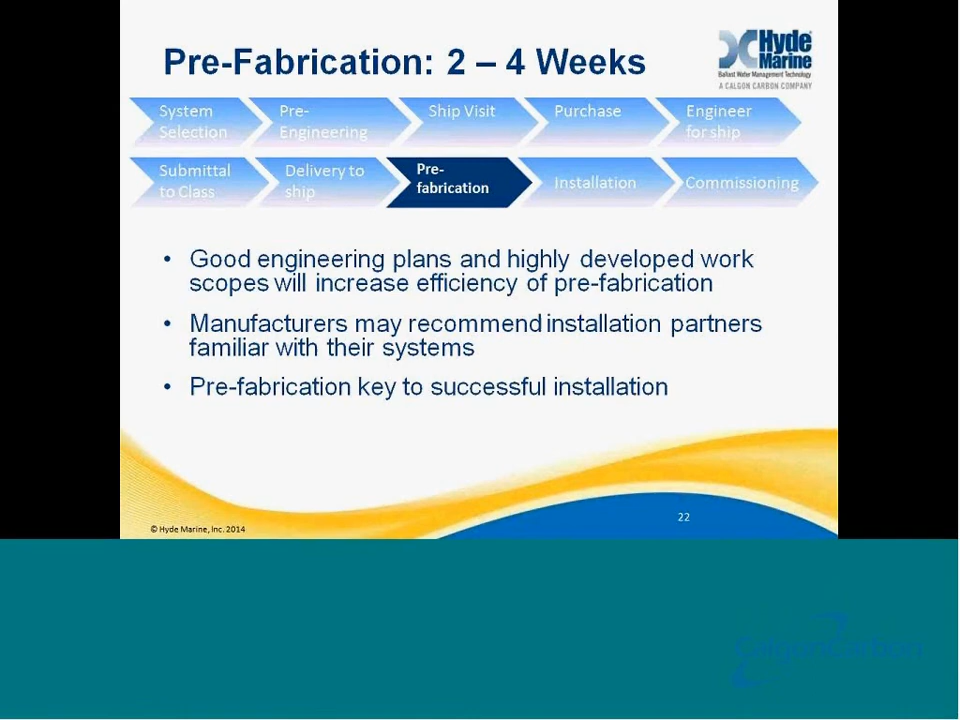 Pre-Fabrication: 2 – 4 Weeks
Hyde
Marine
Ballast Water Management Technology
A CALGON CARBON COMPANY
System
Selection
Pre-
Engineering
Ship Visit
Purchase
Engineer
for ship
Submittal
to Class
Delivery to
ship
Pre-
fabrication
Installation
Commissioning
• Good engineering plans and highly developed work
scopes will increase efficiency of pre-fabrication
• Manufacturers may recommend installation partners
familiar with their systems
• Pre-fabrication key to successful installation
22
© Hyde Marine, Inc. 2014
CalgonCarbon